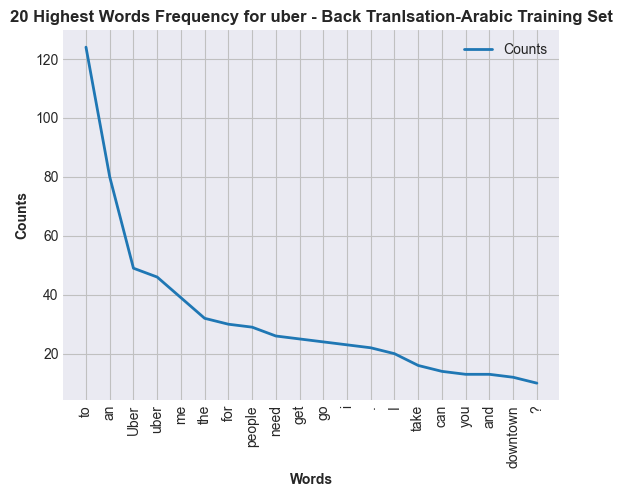 20 Highest Words Frequency for uber - Back Tranlsation-Arabic Training Set
Counts
120
100
80
60
40
20
Counts
to
an
Uber
uber
me
the
for
people
need
get
go
i
.
I
take
can
you
and
downtown
?
Words